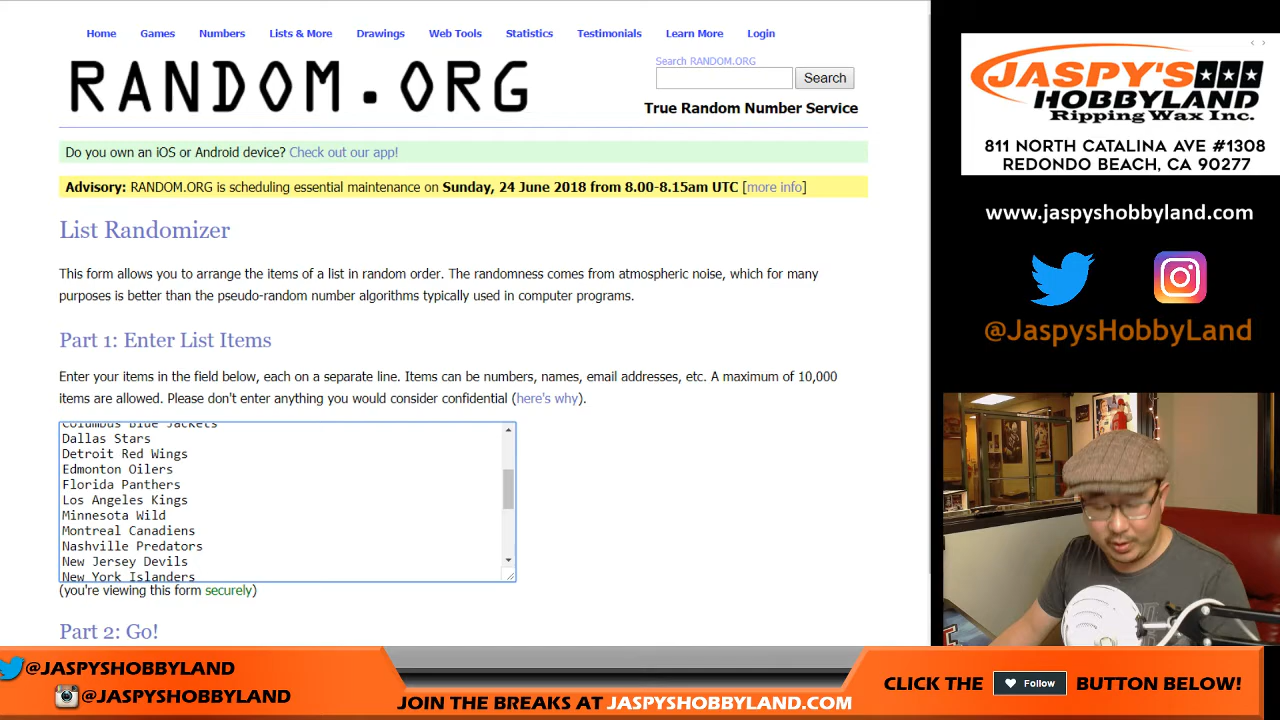 Home Games Numbers Lists & More Drawings Web Tools Statistics Testimonials Learn More Login
RANDOM.ORG
Search RANDOM.ORG
Search
True Random Number Service
Do you own an iOS or Android device? Check out our app!
Advisory: RANDOM.ORG is scheduling essential maintenance on Sunday, 24 June 2018 from 8.00-8.15am UTC [more info]
List Randomizer
This form allows you to arrange the items of a list in random order. The randomness comes from atmospheric noise, which for many
purposes is better than the pseudo-random number algorithms typically used in computer programs.
Part 1: Enter List Items
Enter your items in the field below, each on a separate line. Items can be numbers, names, email addresses, etc. A maximum of 10,000
items are allowed. Please don't enter anything you would consider confidential (here's why).
Columbus Blue Jackets
Dallas Stars
Detroit Red Wings
Edmonton Oilers
Florida Panthers
Los Angeles Kings
Minnesota Wild
Montreal Canadiens
Nashville Predators
New Jersey Devils
New York Islanders
(you're viewing this form securely)
Part 2: Go!
JASPY'S
HOBBYLAND
Ripping Wax Inc.
811 NORTH CATALINA AVE #1308
REDONDO BEACH, CA 90277
www.jaspyshobbyland.com
@JaspysHobbyLand
@JASPYSHOBBYLAND
@JASPYSHOBBYLAND
JOIN THE BREAKS AT JASPYSHOBBYLAND.COM
CLICK THE Follow BUTTON BELOW!